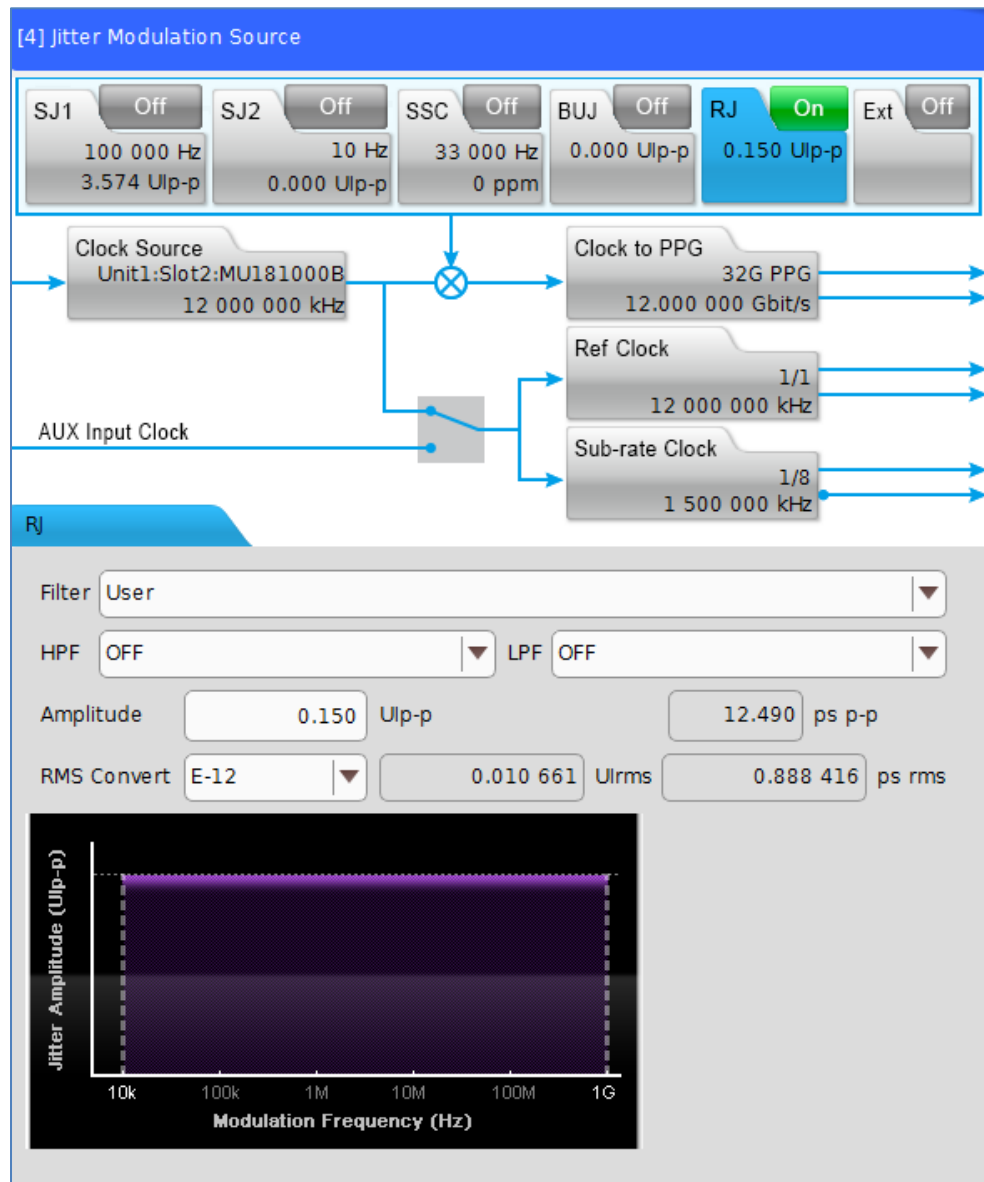 [4] Jitter Modulation Source
SJ1 Off SJ2 Off SSC Off BUJ Off RJ On Ext Off
100 000 Hz 10 Hz 33 000 Hz 0.000 UIp-p 0.150 UIp-p
3.574 UIp-p 0.000 UIp-p 0 ppm
Clock Source
Unit1:Slot2:MU181000B
12 000 000 kHz
Clock to PPG
32G PPG
12.000 000 Gbit/s
Ref Clock
1/1
12 000 000 kHz
AUX Input Clock
Sub-rate Clock
1/8
1 500 000 kHz
RJ
Filter User
HPF OFF LPF OFF
Amplitude 0.150 UIp-p 12.490 ps p-p
RMS Convert E-12 0.010 661 UIrms 0.888 416 ps rms
Jitter Amplitude (UIp-p)
10k 100k 1M 10M 100M 1G
Modulation Frequency (Hz)